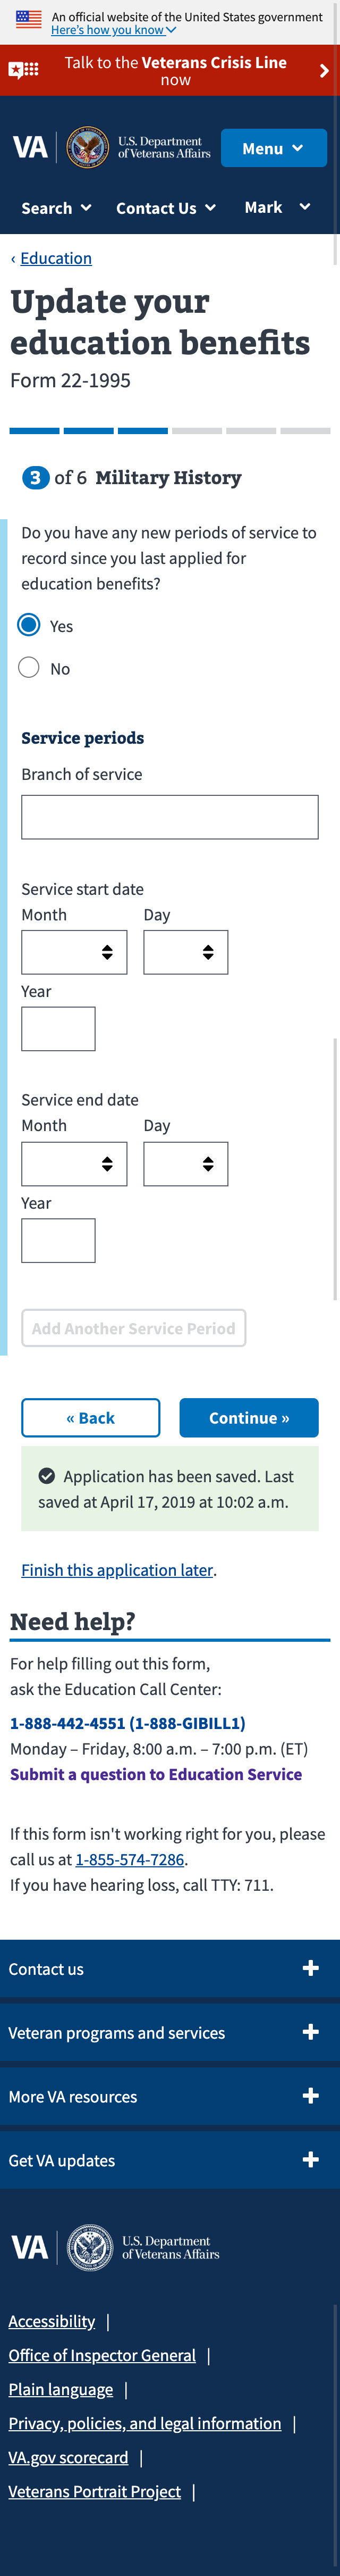 An official website of the United States government
Here's how you know
Talk to the Veterans Crisis Line
now
VA
U.S. Department
of Veterans Affairs
Menu
Search
Contact Us
Mark
‹ Education
Update your
education benefits
Form 22-1995
3 of 6 Military History
Do you have any new periods of service to
record since you last applied for
education benefits?
Yes
No
Service periods
Branch of service
Service start date
Month Day
Year
Service end date
Month Day
Year
Add Another Service Period
« Back
Continue »
Application has been saved. Last
saved at April 17, 2019 at 10:02 a.m.
Finish this application later.
Need help?
For help filling out this form,
ask the Education Call Center:
1-888-442-4551 (1-888-GIBILL1)
Monday – Friday, 8:00 a.m. – 7:00 p.m. (ET)
Submit a question to Education Service
If this form isn't working right for you, please
call us at 1-855-574-7286.
If you have hearing loss, call TTY: 711.
Contact us
Veteran programs and services
More VA resources
Get VA updates
VA
U.S. Department
of Veterans Affairs
Accessibility |
Office of Inspector General |
Plain language |
Privacy, policies, and legal information |
VA.gov scorecard |
Veterans Portrait Project |